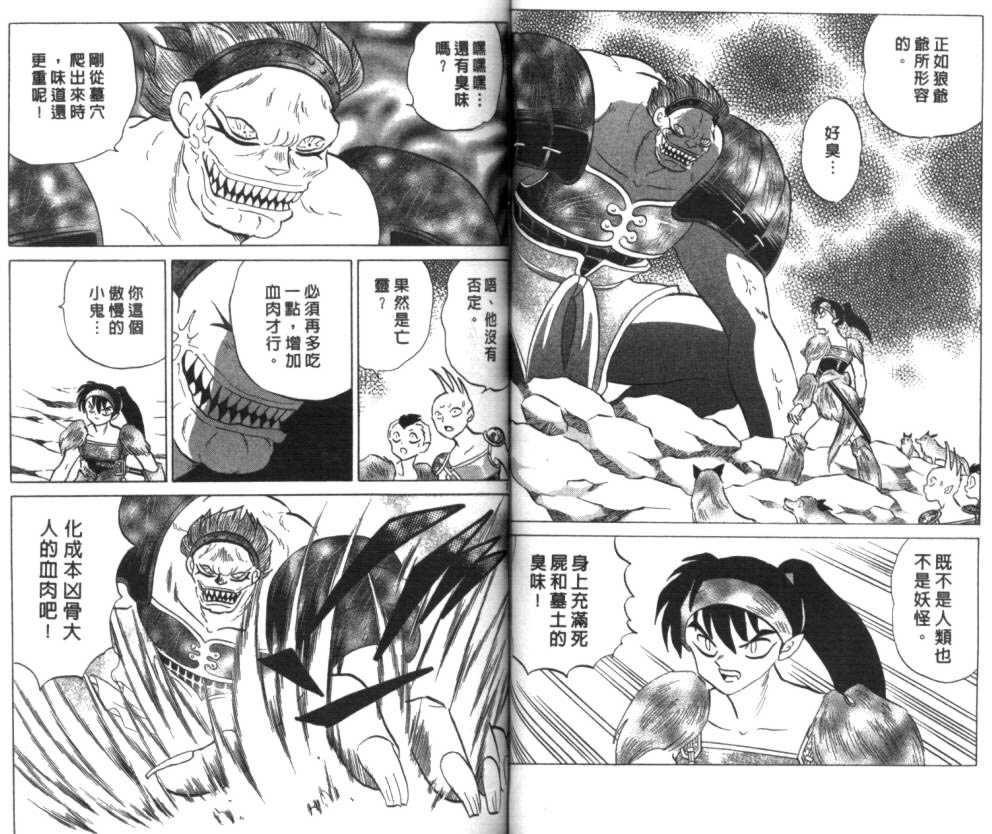 正如狼爺
爺所形容
的。
好臭…
既不是人類也
不是妖怪。
身上充滿死
屍和墓土的
臭味！
嘿嘿嘿…
還有臭味
嗎？
剛從墓穴
爬出來時
，味道還
更重呢！
唔、他沒有
否定。
果然是亡
靈？
必須再多吃
一點，增加
血肉才行。
你這個
傲慢的
小鬼…
化成本凶骨大
人的血肉吧！